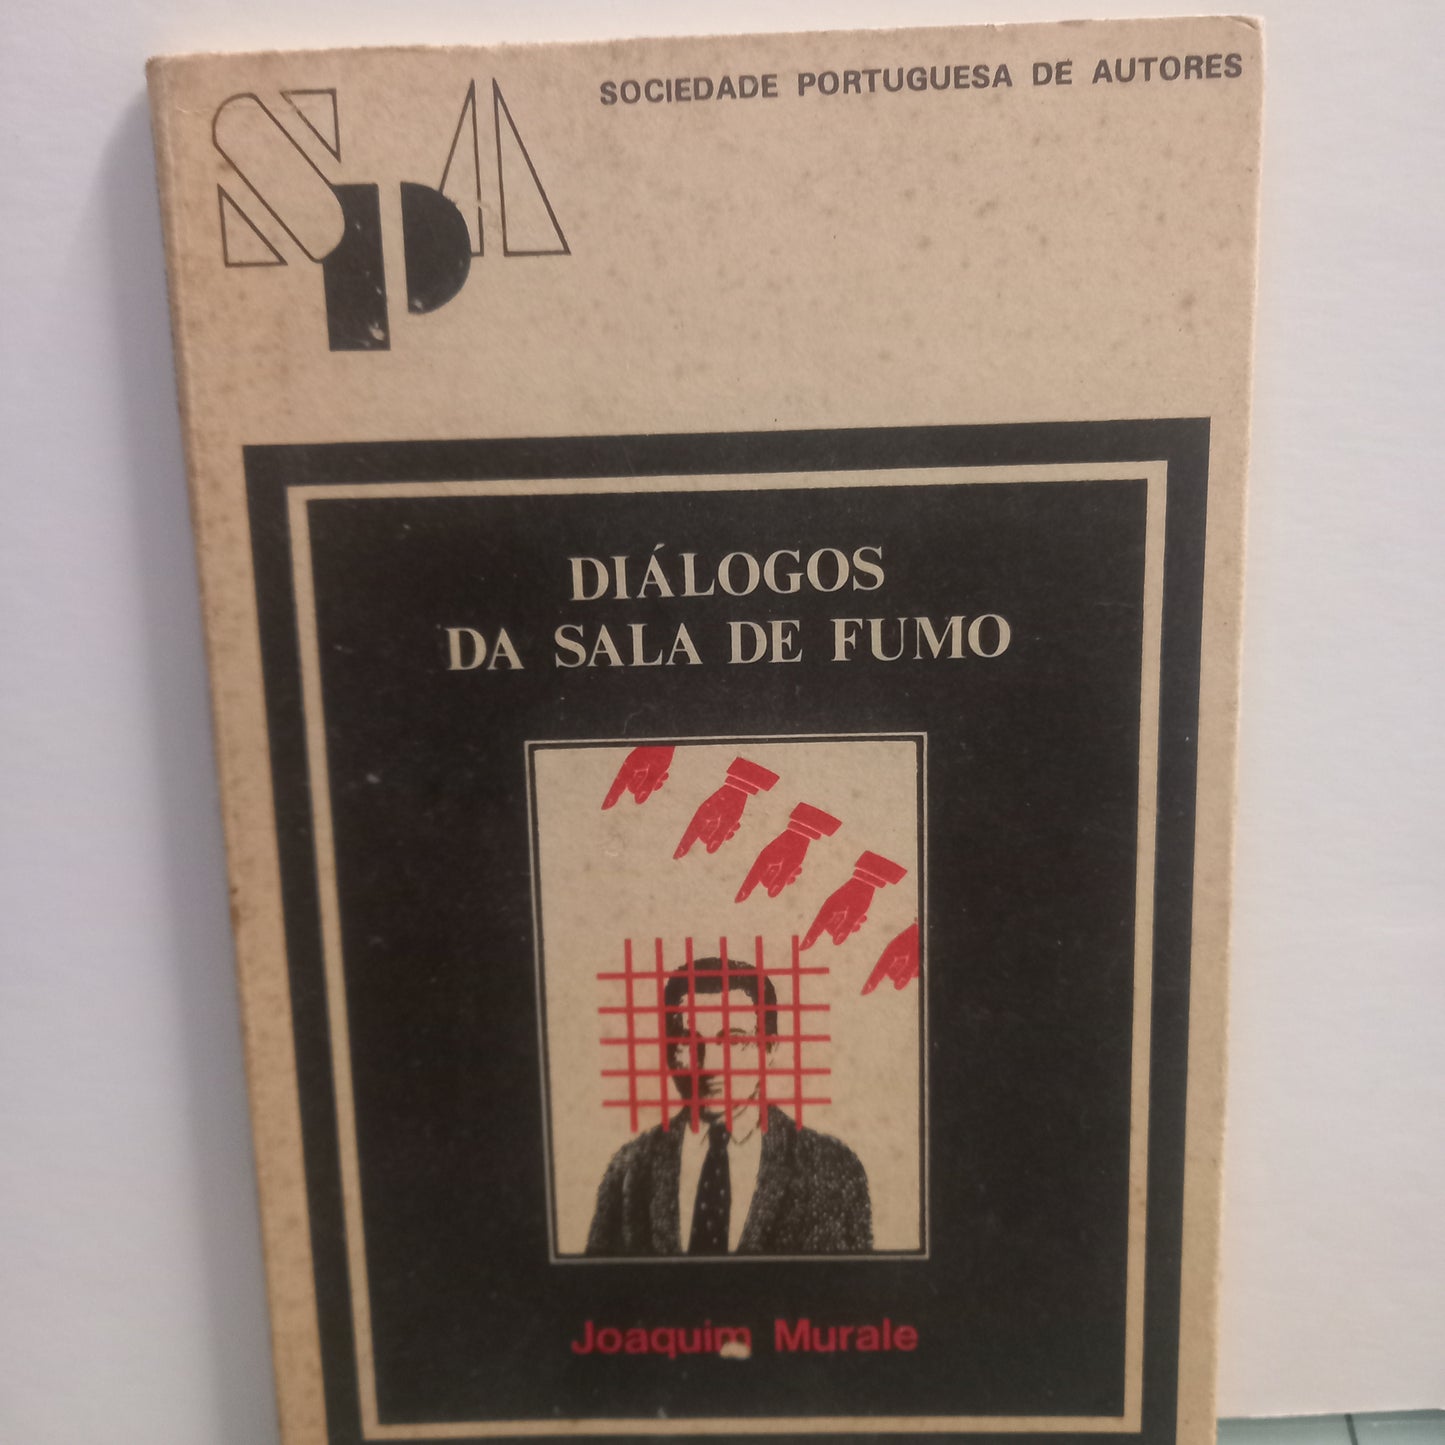 SPA
SOCIEDADE PORTUGUESA DE AUTORES
DIÁLOGOS
DA SALA DE FUMO
Joaquim Murale